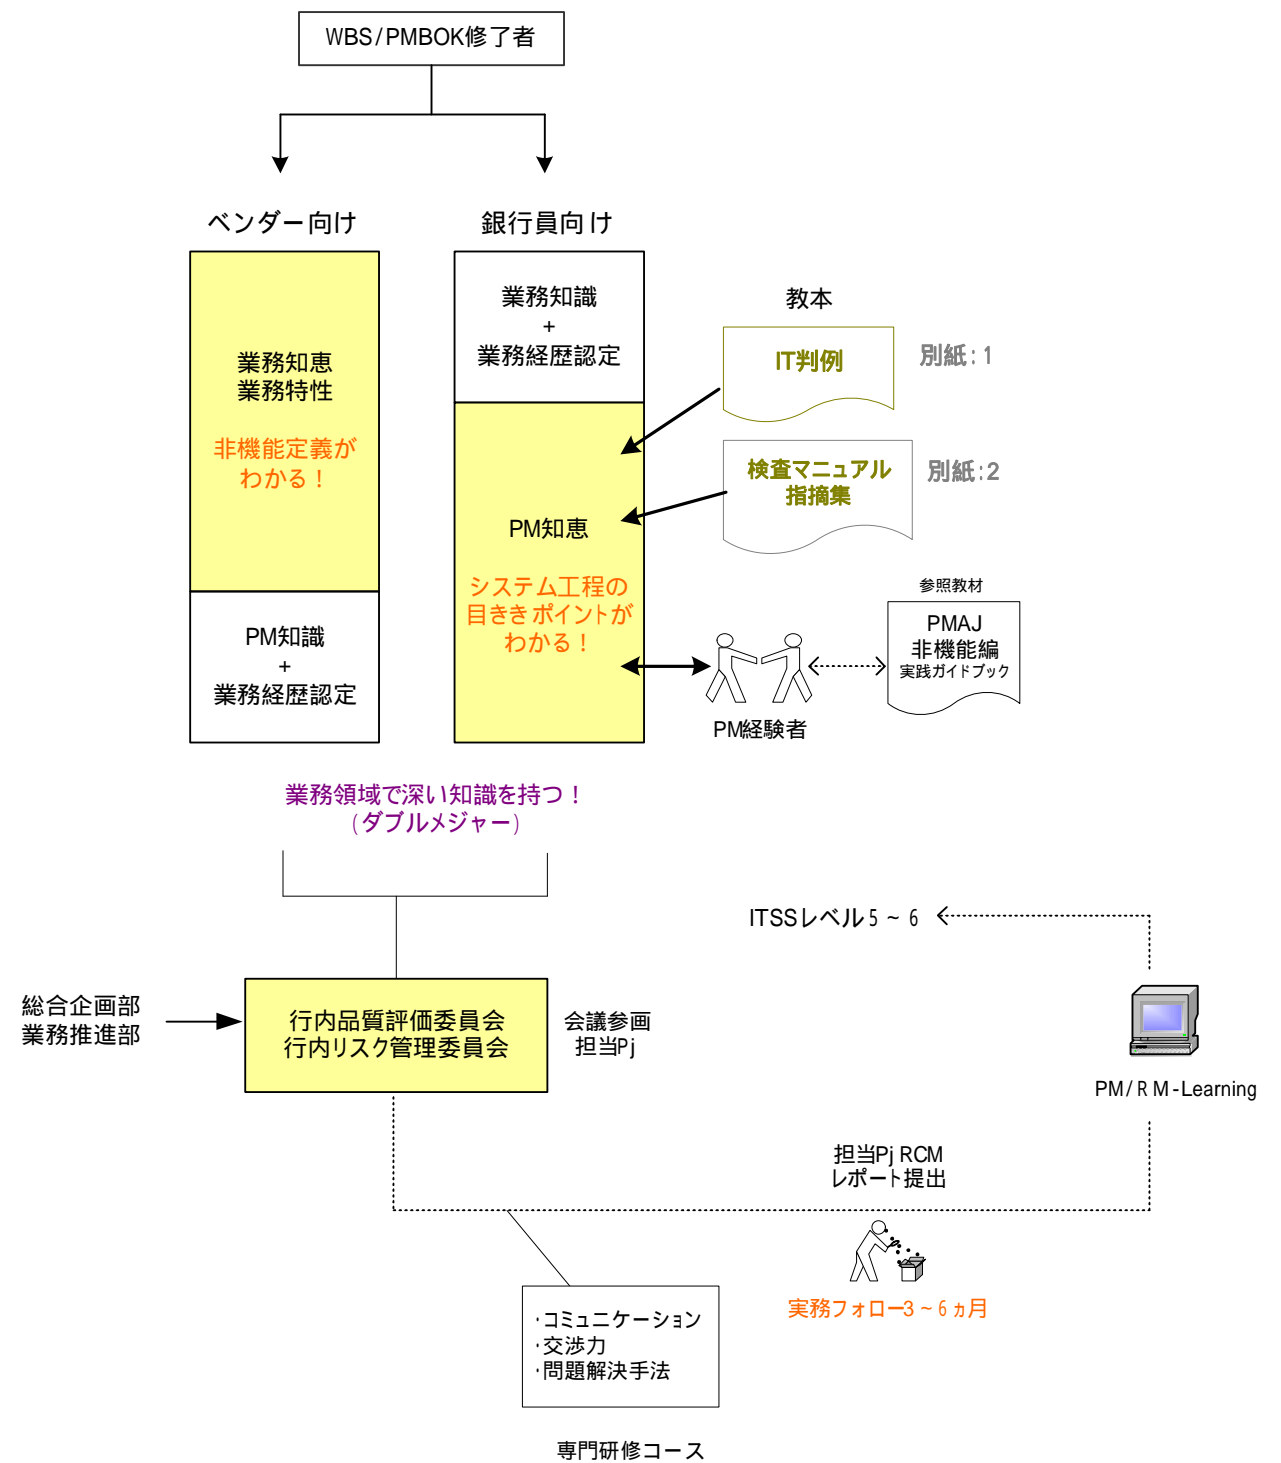 WBS/PMBOK修了者
ベンダー向け
銀行員向け
業務知恵
業務特性
非機能定義が
わかる！
PM知識
+
業務経歴認定
業務知識
+
業務経歴認定
PM知恵
システム工程の
目ききポイントが
わかる！
教本
IT判例
別紙:1
検査マニュアル
指摘集
別紙:2
参照教材
PMAJ
非機能編
実践ガイドブック
PM経験者
業務領域で深い知識を持つ！
(ダブルメジャー)
ITSSレベル5～6
総合企画部
業務推進部
行内品質評価委員会
行内リスク管理委員会
会議参画
担当Pj
PM/RM-Learning
担当Pj RCM
レポート提出
実務フォロー3～6ヵ月
・コミュニケーション
・交渉力
・問題解決手法
専門研修コース